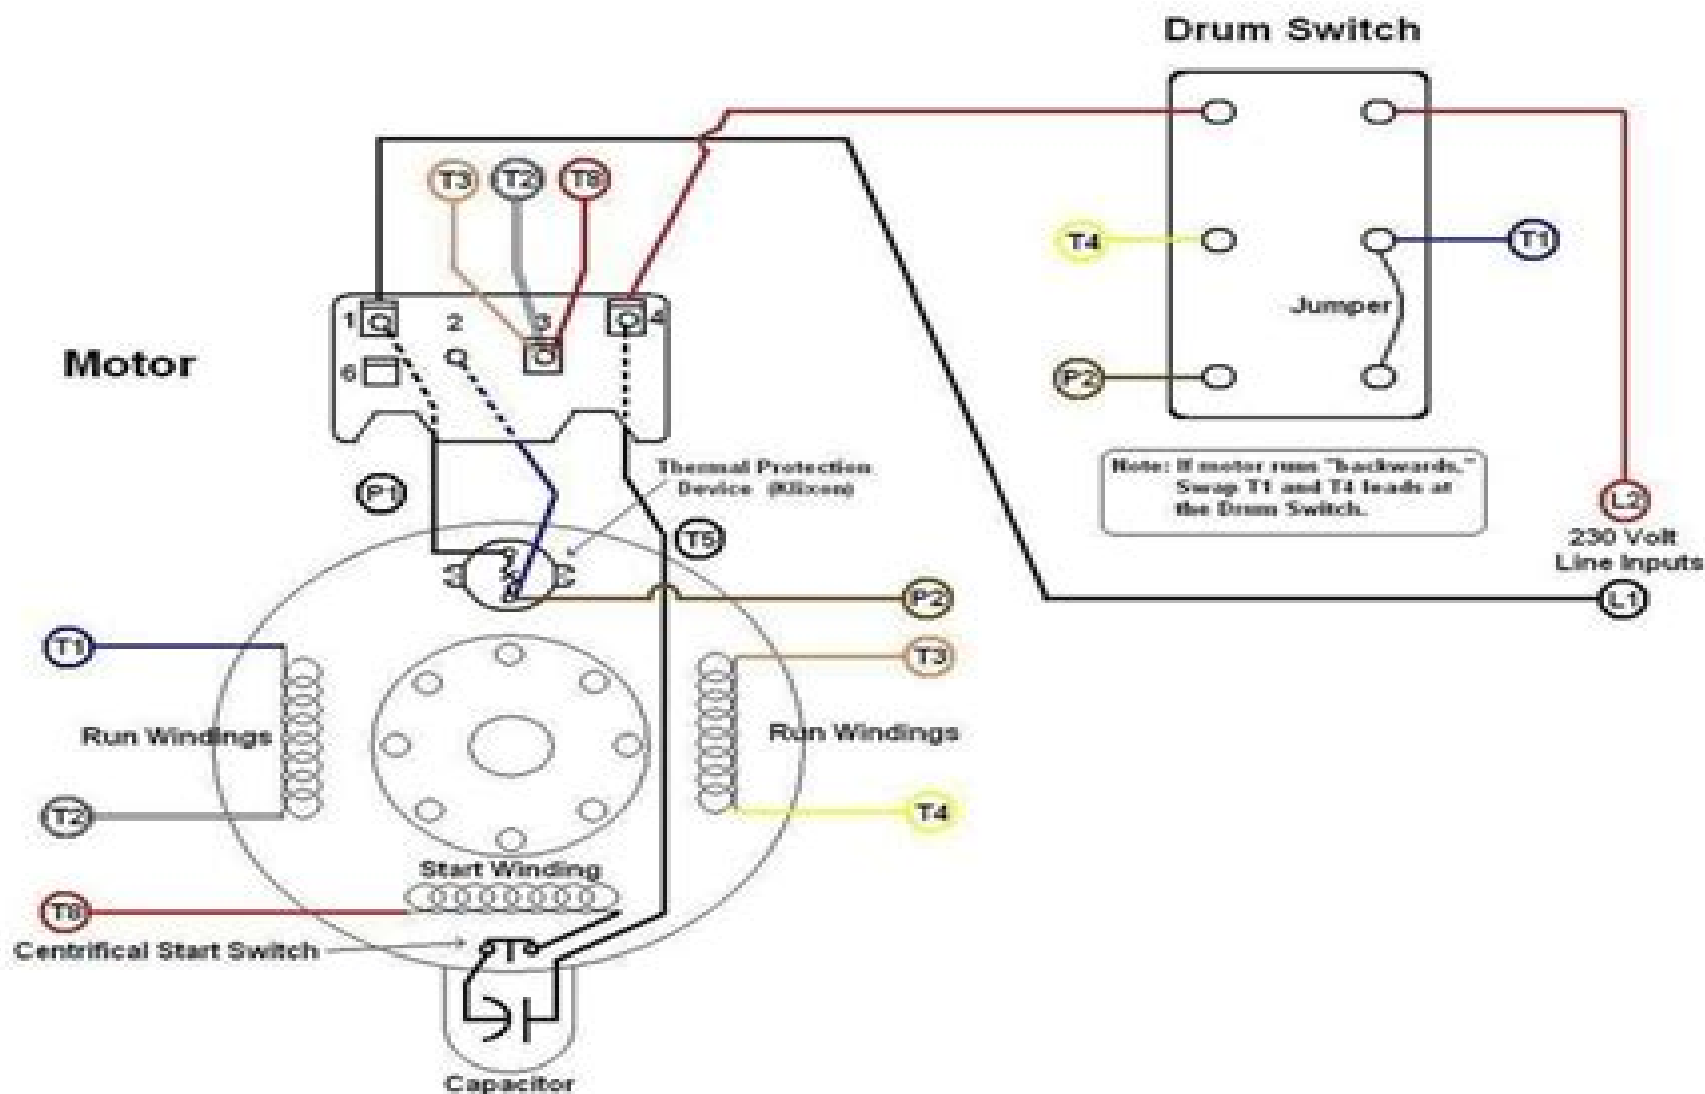 Drum Switch
T3 T2 T8
T4
T1
Jumper
1 2 3 4
Motor
6
P2
Thermal Protection
Device (Klixon)
Note: If motor runs "backwards,"
Swap T1 and T4 leads at
the Drum Switch.
P1
L2
T5
230 Volt
Line Inputs
P2
L1
T1
T3
Run Windings
Run Windings
T2
T4
Start Winding
T8
Centrifical Start Switch
Capacitor